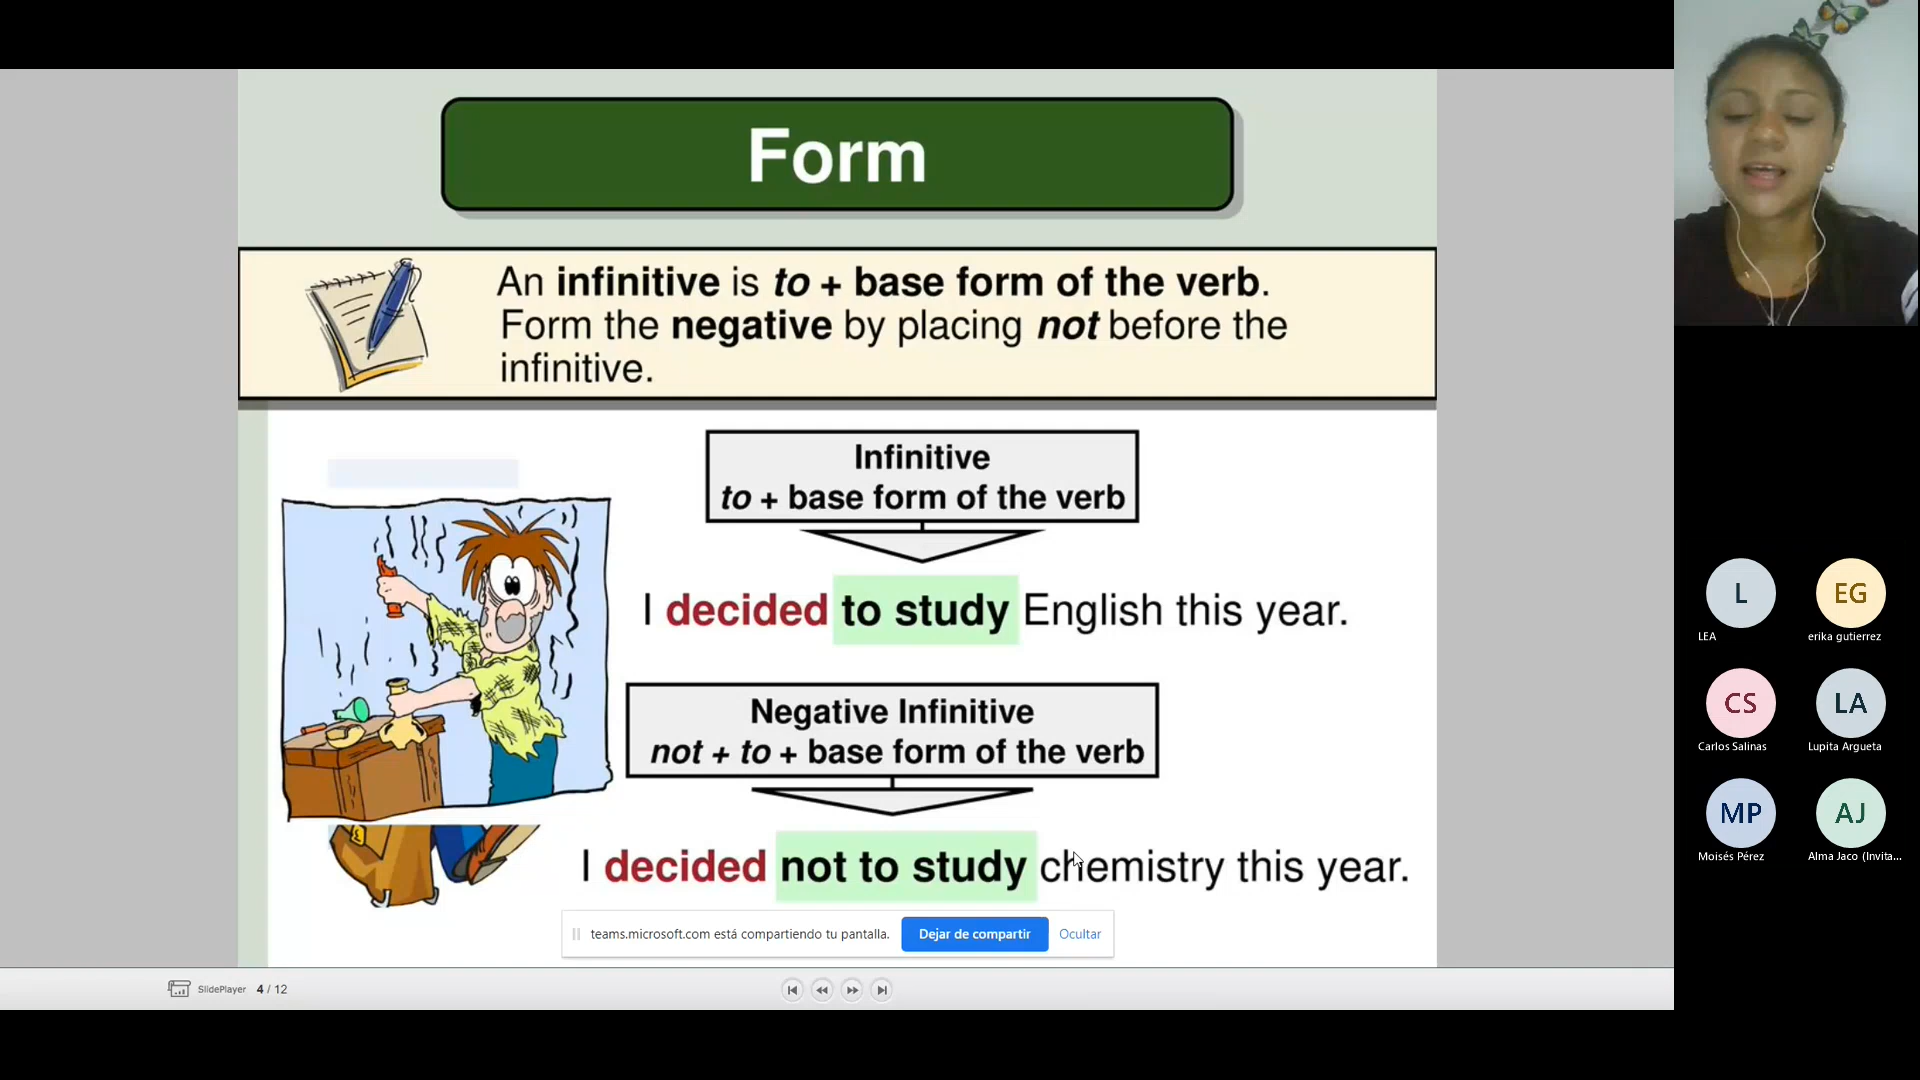 Form
An infinitive is to + base form of the verb.
Form the negative by placing not before the
infinitive.
Infinitive
to + base form of the verb
I decided to study English this year.
Negative Infinitive
not + to + base form of the verb
I decided not to study chemistry this year.
teams.microsoft.com está compartiendo tu pantalla. Dejar de compartir Ocultar
SlidePlayer 4 / 12
L EG
LEA erika gutierrez
CS LA
Carlos Salinas Lupita Argueta
MP AJ
Moisés Pérez Alma Jaco (Invita...